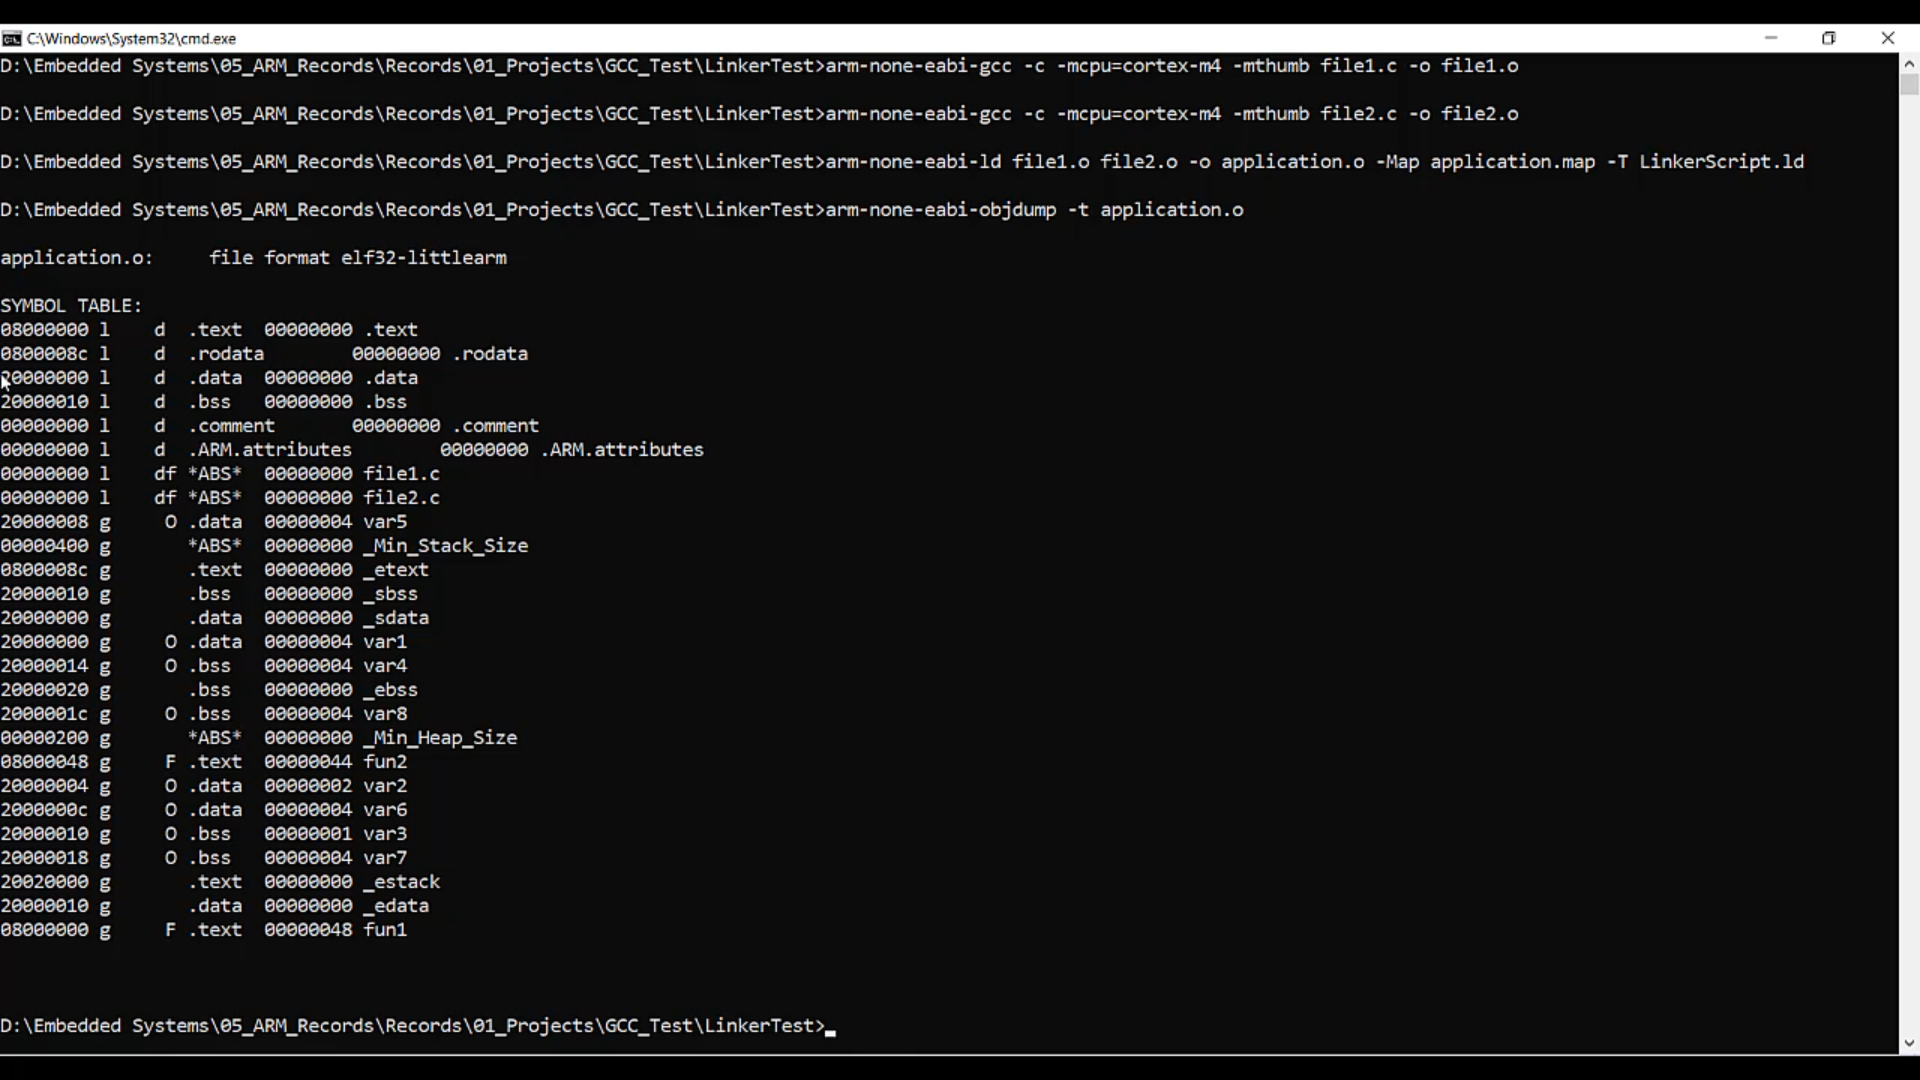 C:\Windows\System32\cmd.exe
D:\Embedded Systems\05_ARM_Records\Records\01_Projects\GCC_Test\LinkerTest>arm-none-eabi-gcc -c -mcpu=cortex-m4 -mthumb file1.c -o file1.o
D:\Embedded Systems\05_ARM_Records\Records\01_Projects\GCC_Test\LinkerTest>arm-none-eabi-gcc -c -mcpu=cortex-m4 -mthumb file2.c -o file2.o
D:\Embedded Systems\05_ARM_Records\Records\01_Projects\GCC_Test\LinkerTest>arm-none-eabi-ld file1.o file2.o -o application.o -Map application.map -T LinkerScript.ld
D:\Embedded Systems\05_ARM_Records\Records\01_Projects\GCC_Test\LinkerTest>arm-none-eabi-objdump -t application.o
application.o:     file format elf32-littlearm
SYMBOL TABLE:
08000000 l    d  .text  00000000 .text
0800008c l    d  .rodata        00000000 .rodata
20000000 l    d  .data  00000000 .data
20000010 l    d  .bss   00000000 .bss
00000000 l    d  .comment       00000000 .comment
00000000 l    d  .ARM.attributes        00000000 .ARM.attributes
00000000 l    df *ABS*  00000000 file1.c
00000000 l    df *ABS*  00000000 file2.c
20000008 g     O .data  00000004 var5
00000400 g       *ABS*  00000000 _Min_Stack_Size
0800008c g       .text  00000000 _etext
20000010 g       .bss   00000000 _sbss
20000000 g       .data  00000000 _sdata
20000000 g     O .data  00000004 var1
20000014 g     O .bss   00000004 var4
20000020 g       .bss   00000000 _ebss
2000001c g     O .bss   00000004 var8
00000200 g       *ABS*  00000000 _Min_Heap_Size
08000048 g     F .text  00000044 fun2
20000004 g     O .data  00000002 var2
2000000c g     O .data  00000004 var6
20000010 g     O .bss   00000001 var3
20000018 g     O .bss   00000004 var7
20020000 g       .text  00000000 _estack
20000010 g       .data  00000000 _edata
08000000 g     F .text  00000048 fun1
D:\Embedded Systems\05_ARM_Records\Records\01_Projects\GCC_Test\LinkerTest>